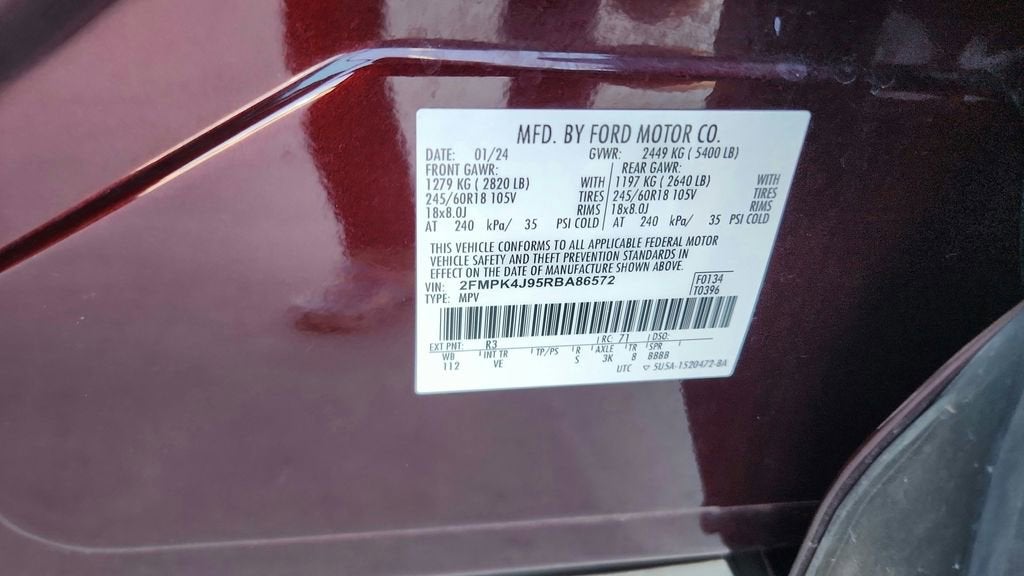 MFD. BY FORD MOTOR CO.
DATE: 01/24 GVWR: 2449 KG ( 5400 LB)
FRONT GAWR: REAR GAWR:
1279 KG ( 2820 LB) WITH 1197 KG ( 2640 LB) WITH
245/60R18 105V TIRES 245/60R18 105V TIRES
18x8.0J RIMS 18x8.0J RIMS
AT 240 kPa/ 35 PSI COLD AT 240 kPa/ 35 PSI COLD
THIS VEHICLE CONFORMS TO ALL APPLICABLE FEDERAL MOTOR
VEHICLE SAFETY AND THEFT PREVENTION STANDARDS IN
EFFECT ON THE DATE OF MANUFACTURE SHOWN ABOVE.
VIN: 2FMPK4J95RBA86572 F0134
TYPE: MPV T0396
EXT PNT: R3 RC: 71 DSO:
WB INT TR TP/PS R AXLE TR SPR
112 VE S 3K 8 BBBB
UTC 5U5A-1520472-BA